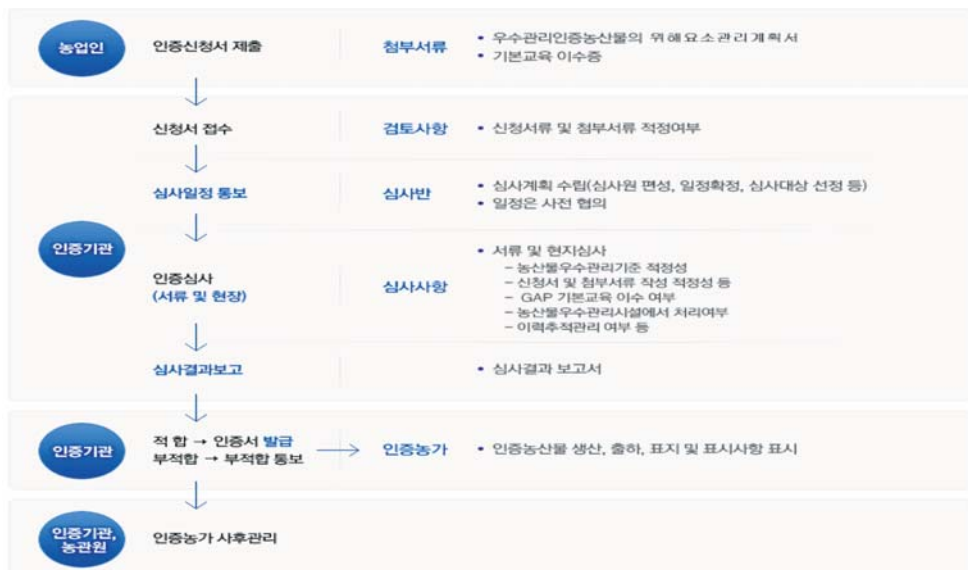 농업인
인증신청서 제출
첨부서류
• 우수관리인증농산물의 위해요소관리계획서
• 기본교육 이수증
신청서 접수
검토사항
• 신청서류 및 첨부서류 적정여부
심사일정 통보
심사반
• 심사계획 수립(심사원 편성, 일정확정, 심사대상 선정 등)
• 일정은 사전 협의
인증기관
인증심사
(서류 및 현장)
심사사항
• 서류 및 현지심사
– 농산물우수관리기준 적정성
– 신청서 및 첨부서류 작성 적정성 등
– GAP 기본교육 이수 여부
– 농산물우수관리시설에서 처리여부
– 이력추적관리 여부 등
심사결과보고
• 심사결과 보고서
인증기관
적 합 → 인증서 발급
부적합 → 부적합 통보
인증농가
• 인증농산물 생산, 출하, 표지 및 표시사항 표시
인증기관,
농관원
인증농가 사후관리